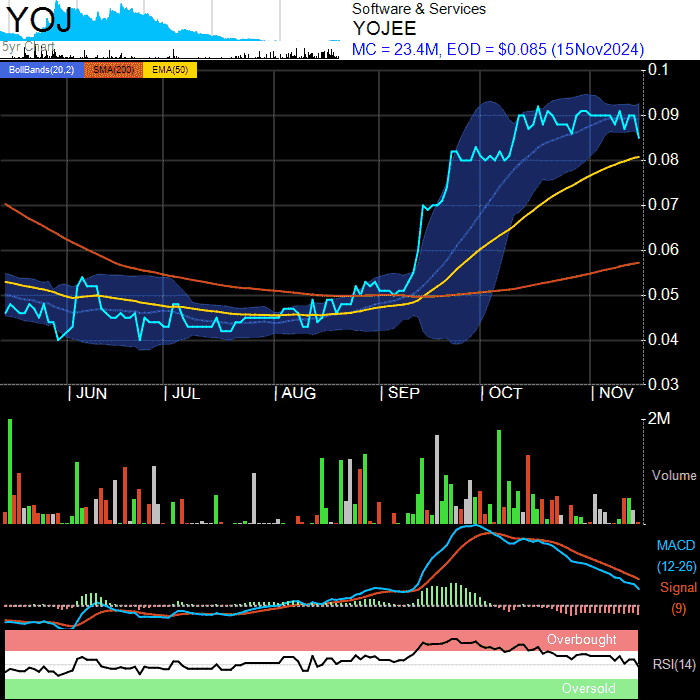 YOJ
5yr Chart
Software & Services
YOJEE
MC = 23.4M, EOD = $0.085 (15Nov2024)
BollBands(20,2) SMA(200) EMA(50)
0.1
0.09
0.08
0.07
0.06
0.05
0.04
0.03
JUN JUL AUG SEP OCT NOV
2M
Volume
MACD
(12-26)
Signal
(9)
Overbought
RSI(14)
Oversold